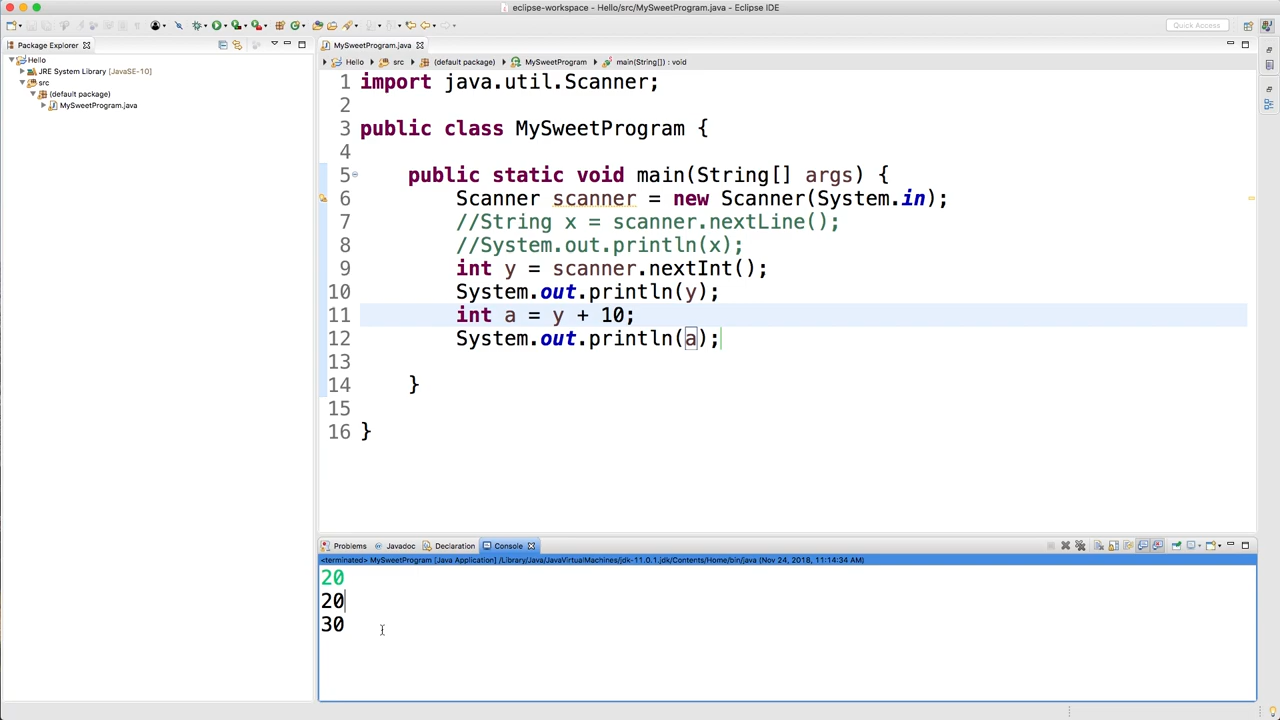 eclipse-workspace - Hello/src/MySweetProgram.java - Eclipse IDE
Quick Access
Package Explorer
MySweetProgram.java
Hello
JRE System Library [JavaSE-10]
src
(default package)
MySweetProgram.java
Hello src (default package) MySweetProgram main(String[]) : void
1 import java.util.Scanner;
2
3 public class MySweetProgram {
4
5 public static void main(String[] args) {
6 Scanner scanner = new Scanner(System.in);
7 //String x = scanner.nextLine();
8 //System.out.println(x);
9 int y = scanner.nextInt();
10 System.out.println(y);
11 int a = y + 10;
12 System.out.println(a);
13
14 }
15
16 }
Problems Javadoc Declaration Console
<terminated> MySweetProgram [Java Application] /Library/Java/JavaVirtualMachines/jdk-11.0.1.jdk/Contents/Home/bin/java (Nov 24, 2018, 11:14:34 AM)
20
20
30